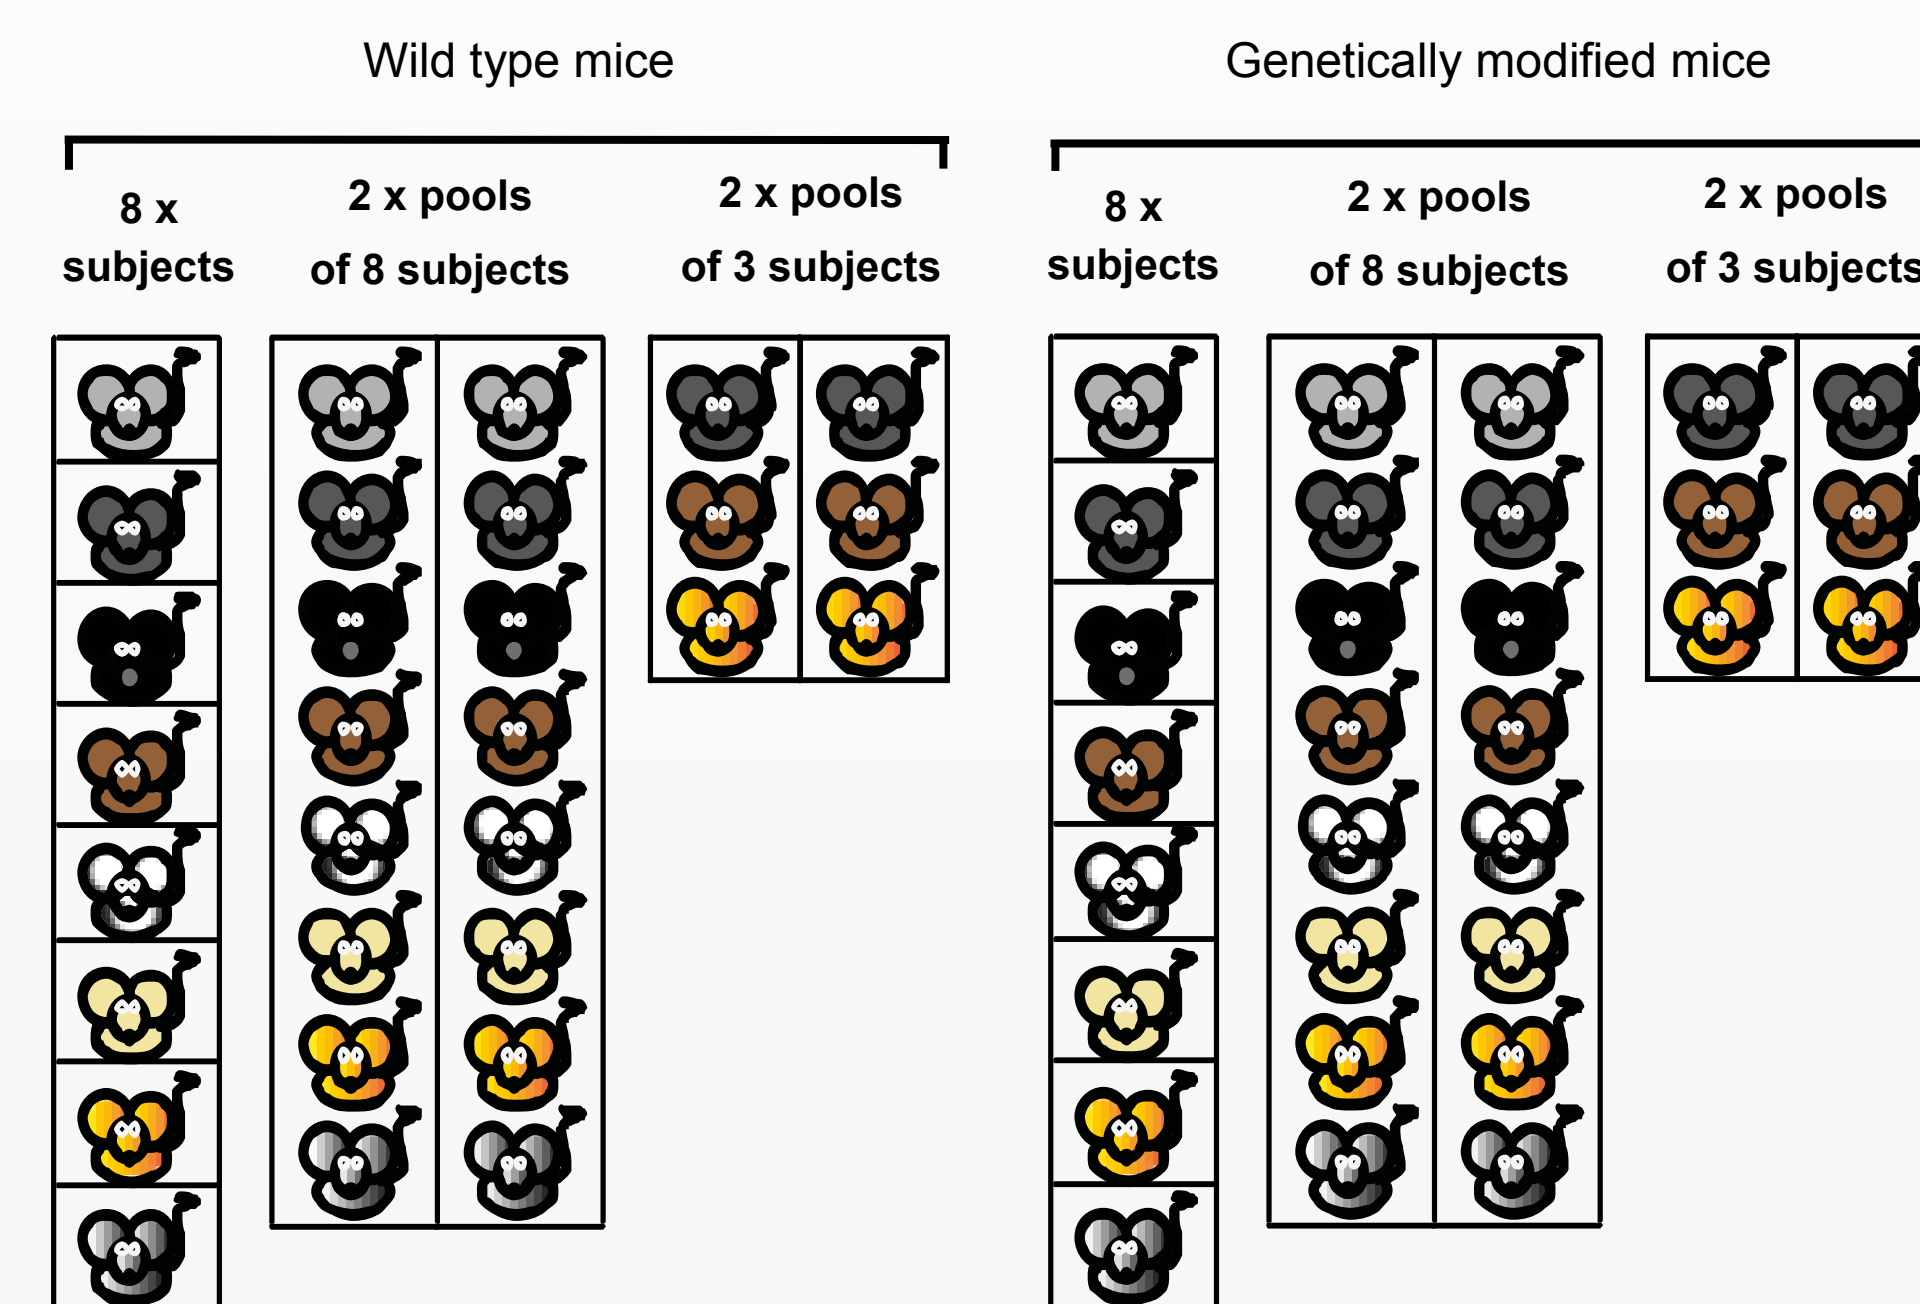 Wild type mice
8 x
subjects
2 x pools
of 8 subjects
2 x pools
of 3 subjects
Genetically modified mice
8 x
subjects
2 x pools
of 8 subjects
2 x pools
of 3 subjects